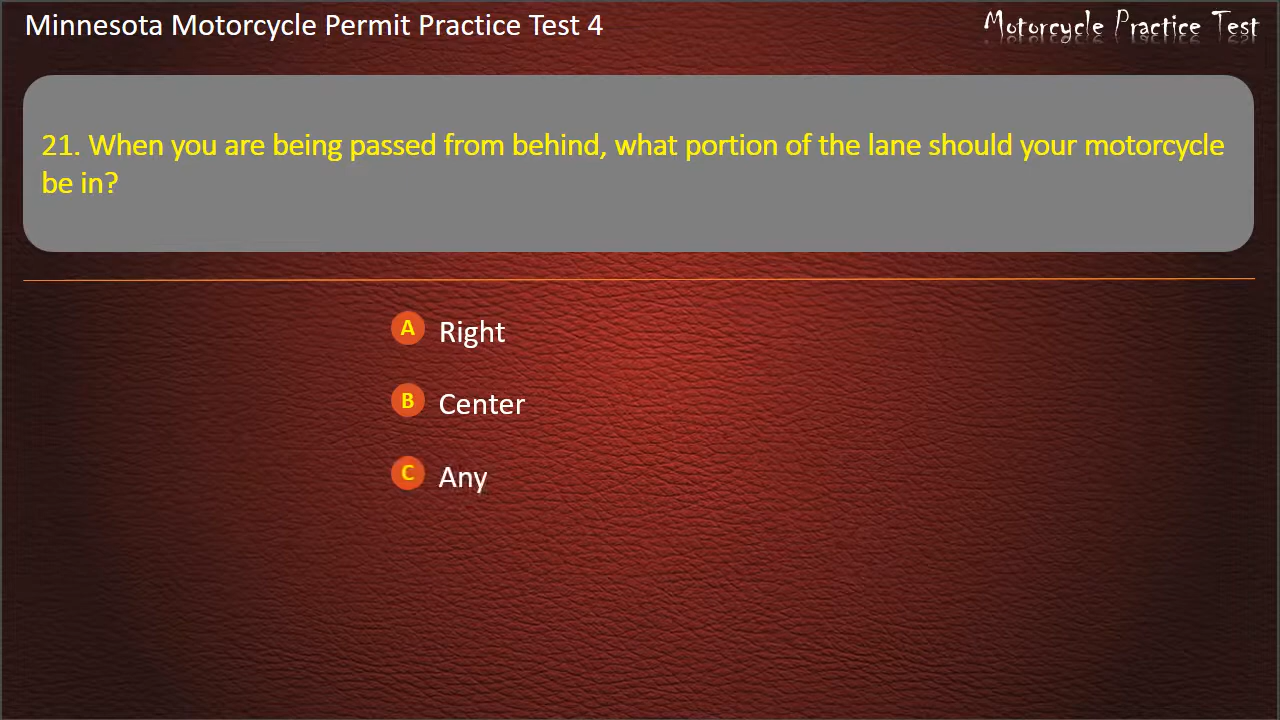 Minnesota Motorcycle Permit Practice Test 4
Motorcycle Practice Test
21. When you are being passed from behind, what portion of the lane should your motorcycle
be in?
A Right
B Center
C Any